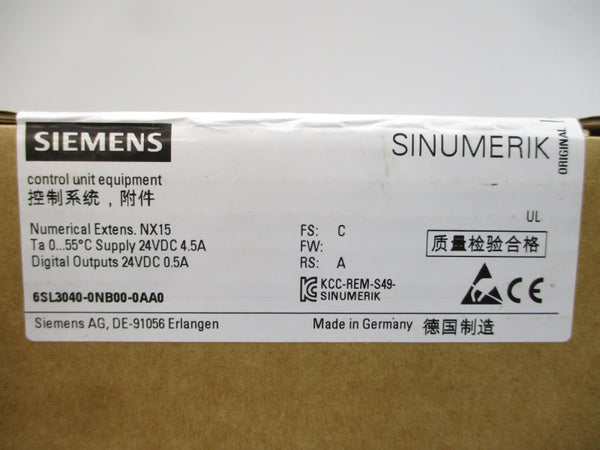 SIEMENS
SINUMERIK
ORIGINAL
control unit equipment
控制系统，附件
UL
Numerical Extens. NX15
Ta 0...55°C Supply 24VDC 4.5A
Digital Outputs 24VDC 0.5A
FS: C
FW:
RS: A
质量检验合格
6SL3040-0NB00-0AA0
KCC-REM-S49-
SINUMERIK
CE
Siemens AG, DE-91056 Erlangen
Made in Germany 德国制造